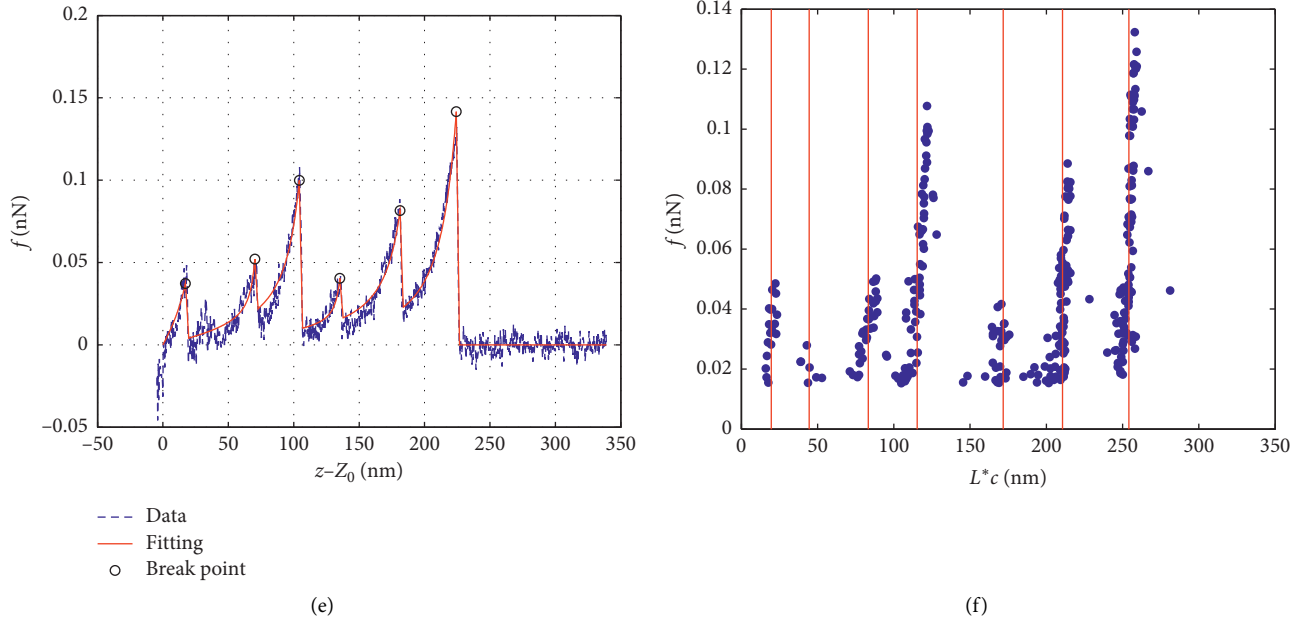 0.2
0.15
0.1
0.05
0
−0.05
f (nN)
−50 0 50 100 150 200 250 300 350
z–Z0 (nm)
Data
Fitting
Break point
(e)
0.14
0.12
0.1
0.08
0.06
0.04
0.02
0
f (nN)
0 50 100 150 200 250 300 350
L*c (nm)
(f)